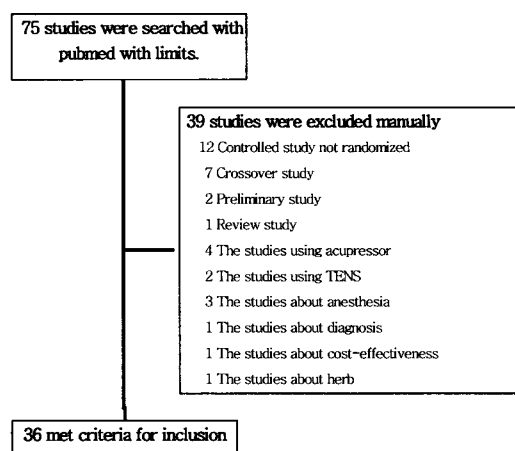 75 studies were searched with
pubmed with limits.
39 studies were excluded manually
12 Controlled study not randomized
7 Crossover study
2 Preliminary study
1 Review study
4 The studies using acupressor
2 The studies using TENS
3 The studies about anesthesia
1 The studies about diagnosis
1 The studies about cost-effectiveness
1 The studies about herb
36 met criteria for inclusion